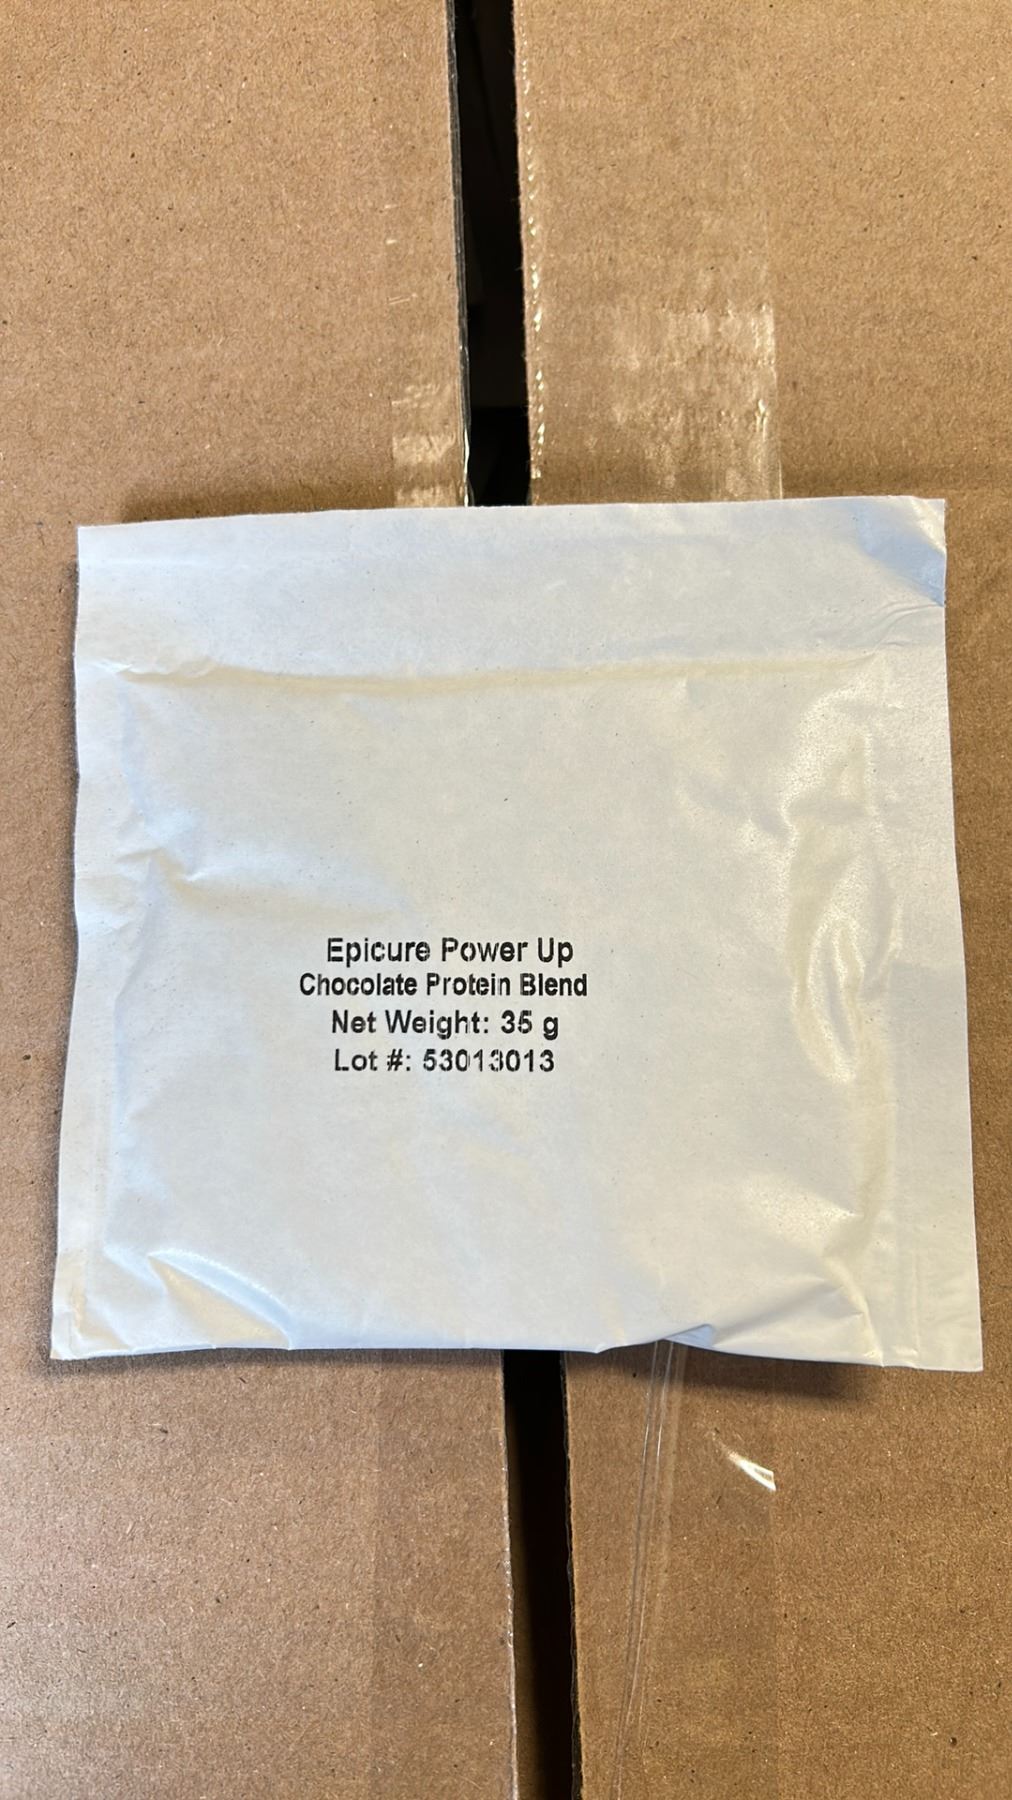 Epicure Power Up
Chocolate Protein Blend
Net Weight: 35 g
Lot #: 53013013